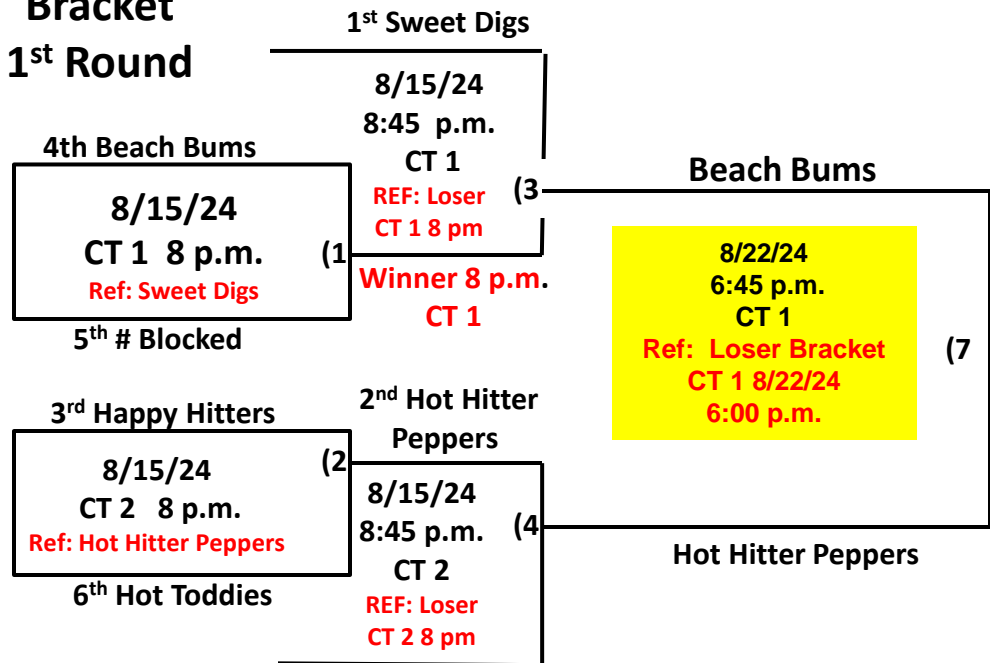 Bracket
1st Round
1st Sweet Digs
8/15/24
8:45 p.m.
CT 1
REF: Loser
CT 1 8 pm
(3
4th Beach Bums
8/15/24
CT 1 8 p.m.
Ref: Sweet Digs
(1
5th # Blocked
Winner 8 p.m.
CT 1
Beach Bums
8/22/24
6:45 p.m.
CT 1
Ref: Loser Bracket
CT 1 8/22/24
6:00 p.m.
(7
3rd Happy Hitters
8/15/24
CT 2 8 p.m.
Ref: Hot Hitter Peppers
(2
6th Hot Toddies
2nd Hot Hitter
Peppers
8/15/24
8:45 p.m.
CT 2
REF: Loser
CT 2 8 pm
(4
Hot Hitter Peppers